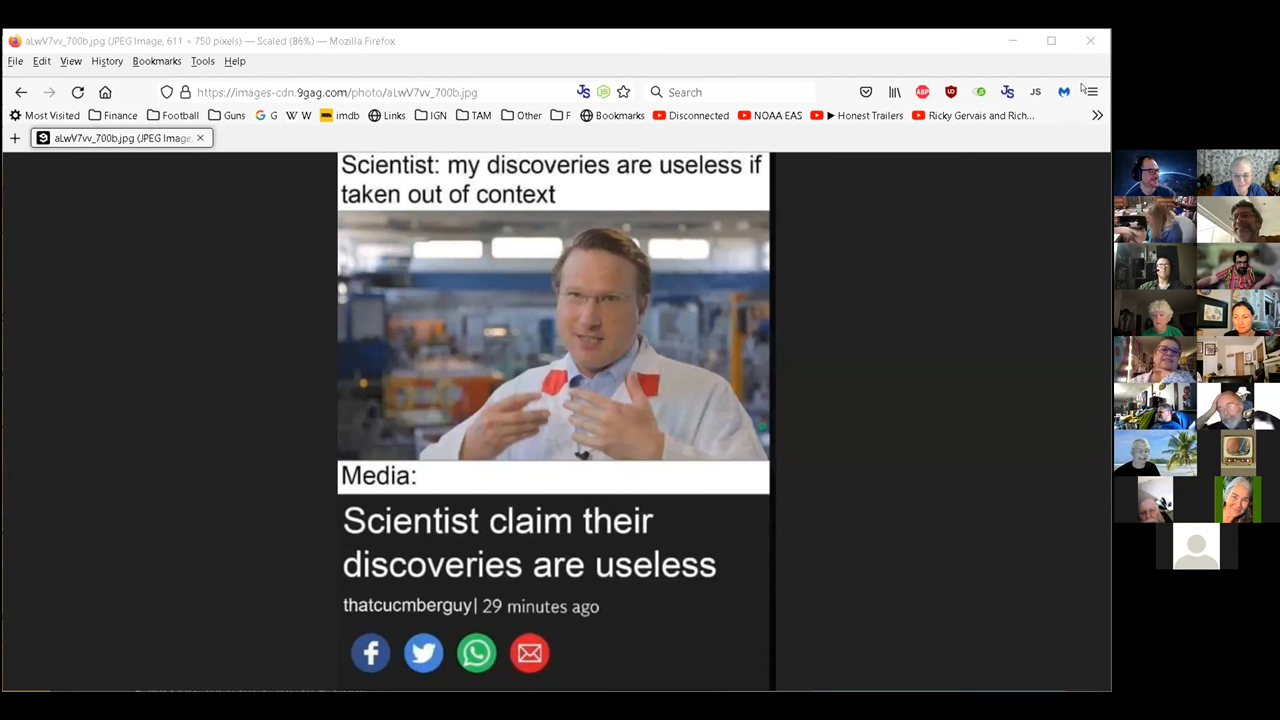 aLwV7vv_700b.jpg (JPEG Image, 611 × 750 pixels) — Scaled (86%) — Mozilla Firefox
File Edit View History Bookmarks Tools Help
https://images-cdn.9gag.com/photo/aLwV7vv_700b.jpg Search
Most Visited Finance Football Guns G W imdb Links IGN TAM Other F Bookmarks Disconnected NOAA EAS ► Honest Trailers Ricky Gervais and Rich...
aLwV7vv_700b.jpg (JPEG Image,
Scientist: my discoveries are useless if
taken out of context
Media:
Scientist claim their
discoveries are useless
thatcucmberguy| 29 minutes ago